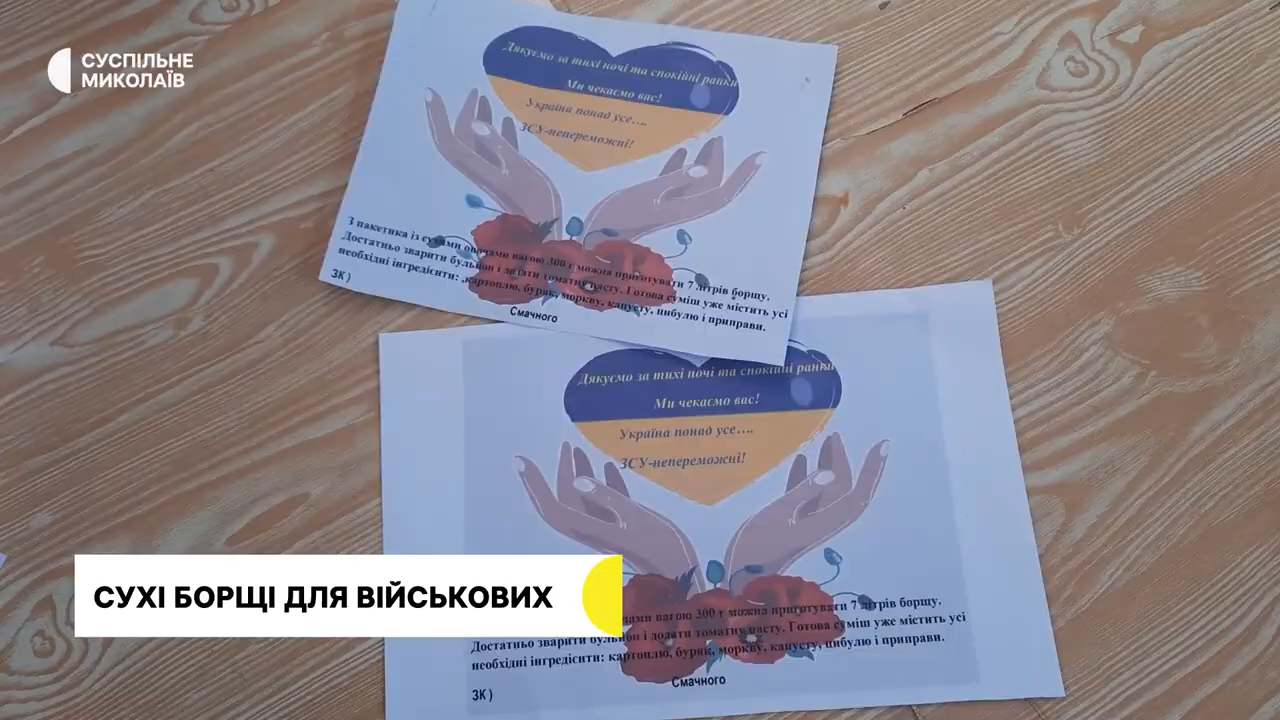 СУСПІЛЬНЕ
МИКОЛАЇВ
Дякуємо за тихі ночі та спокійні ранки
Ми чекаємо вас!
Україна понад усе….
ЗСУ-непереможні!
З пакетика із сухими овочами вагою 300 г можна приготувати 7 літрів борщу.
Достатньо зварити бульйон і додати томатну пасту. Готова суміш уже містить усі
необхідні інгредієнти: ,картоплю, буряк, моркву, капусту, цибулю і приправи.
ЗК )
Смачного
Дякуємо за тихі ночі та спокійні ранки
Ми чекаємо вас!
Україна понад усе….
ЗСУ-непереможні!
вагою 300 г можна приготувати 7 літрів борщу.
Достатньо зварити бульйон і додати томатну пасту. Готова суміш уже містить усі
необхідні інгредієнти: картоплю, буряк, моркву, капусту, цибулю і приправи.
ЗК )
Смачного
СУХІ БОРЩІ ДЛЯ ВІЙСЬКОВИХ